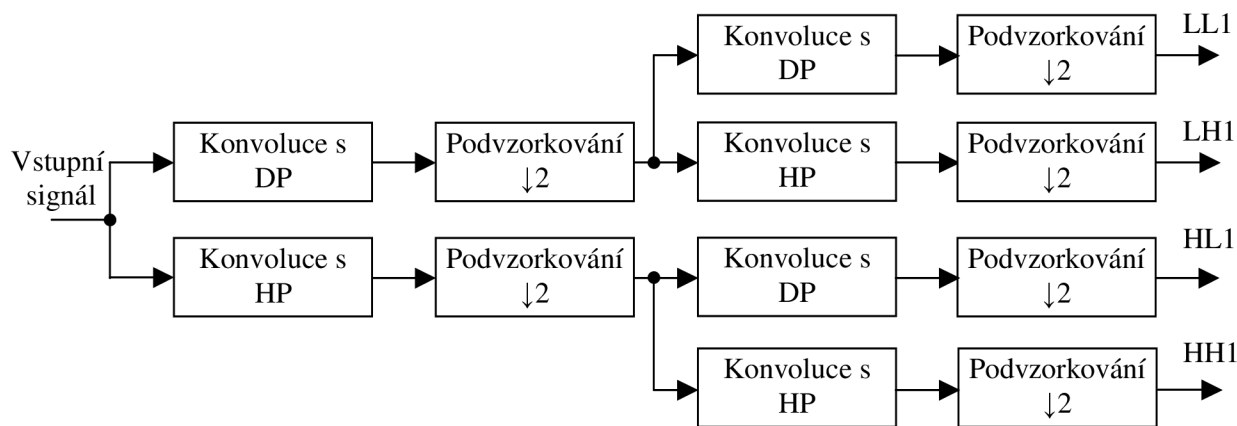 Vstupní
signál
Konvoluce s
DP
Podvzorkování
↓2
Konvoluce s
HP
Podvzorkování
↓2
Konvoluce s
DP
Podvzorkování
↓2
LL1
Konvoluce s
HP
Podvzorkování
↓2
LH1
Konvoluce s
DP
Podvzorkování
↓2
HL1
Konvoluce s
HP
Podvzorkování
↓2
HH1